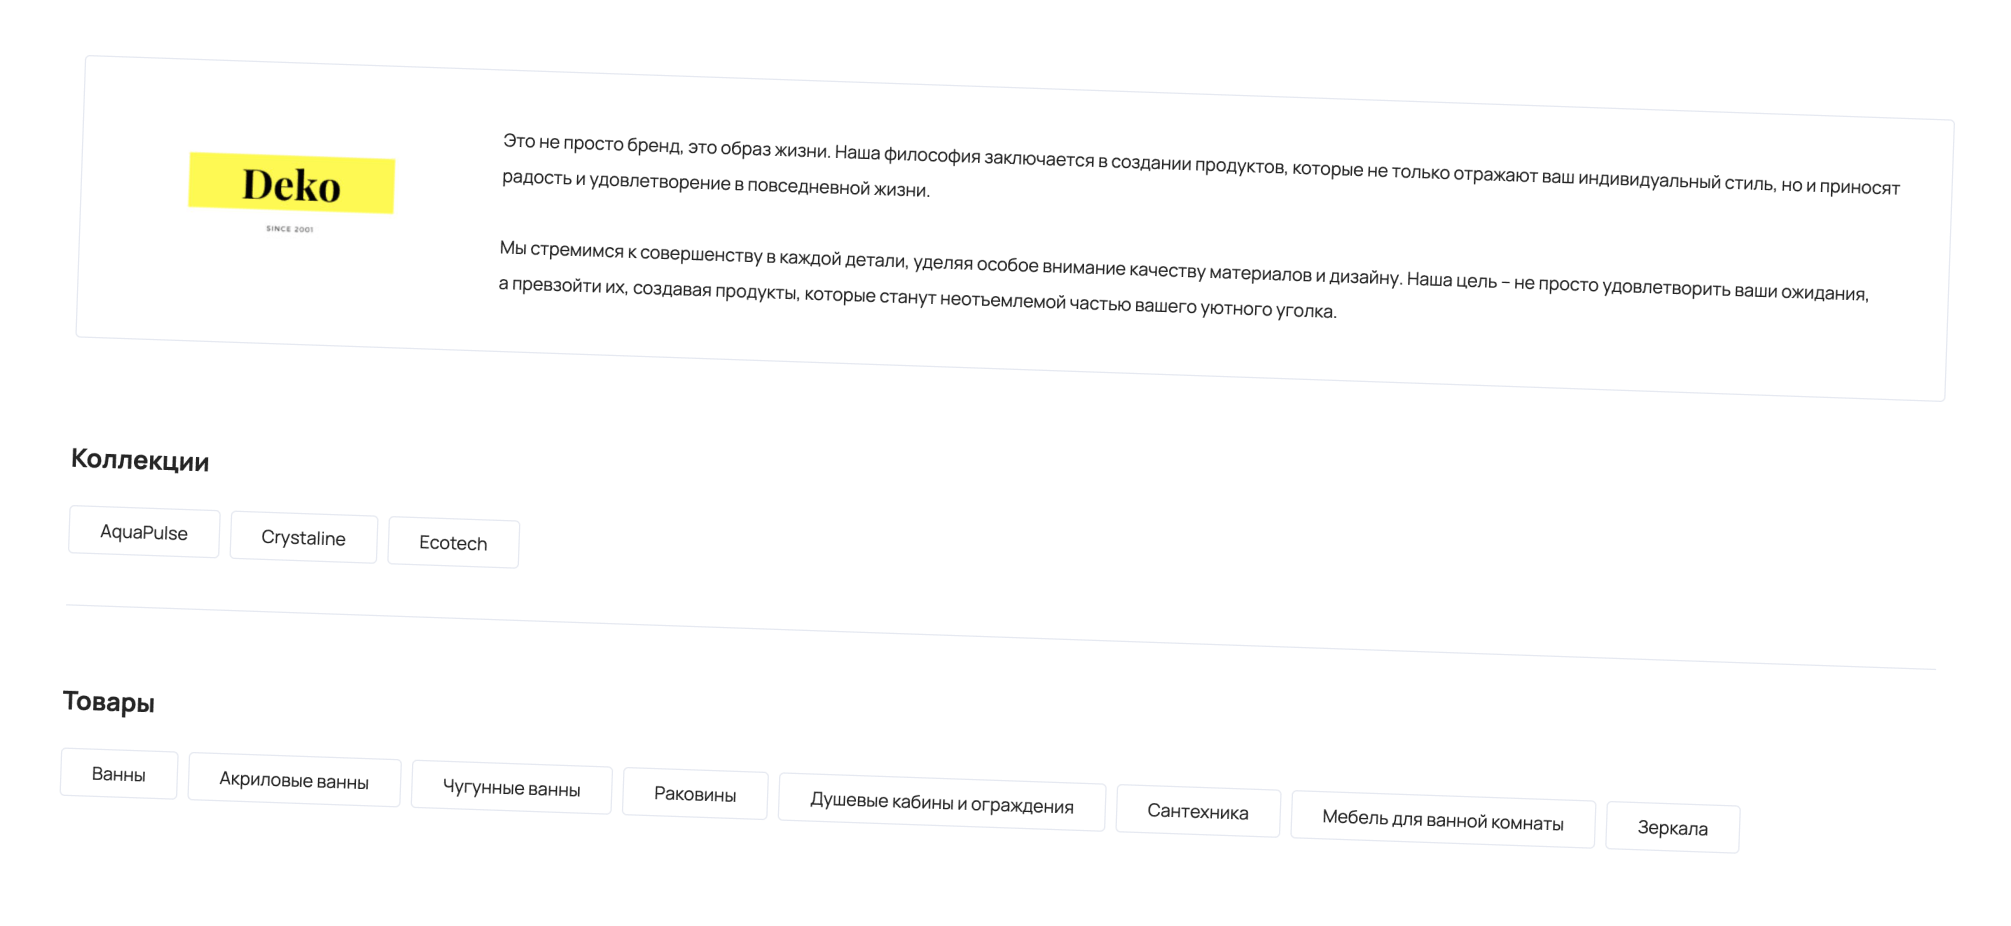 Deko
SINCE 2001
Это не просто бренд, это образ жизни. Наша философия заключается в создании продуктов, которые не только отражают ваш индивидуальный стиль, но и приносят
радость и удовлетворение в повседневной жизни.
Мы стремимся к совершенству в каждой детали, уделяя особое внимание качеству материалов и дизайну. Наша цель – не просто удовлетворить ваши ожидания,
а превзойти их, создавая продукты, которые станут неотъемлемой частью вашего уютного уголка.
Коллекции
AquaPulse
Crystaline
Ecotech
Товары
Ванны
Акриловые ванны
Чугунные ванны
Раковины
Душевые кабины и ограждения
Сантехника
Мебель для ванной комнаты
Зеркала